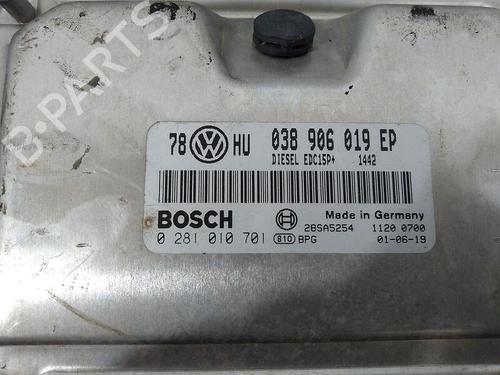 B-PARTS
78 HU 038 906 019 EP
DIESEL EDC15P+ 1442
BOSCH Made in Germany
28SA5254 1120 0700
0 281 010 701 810 BPG 01-06-19